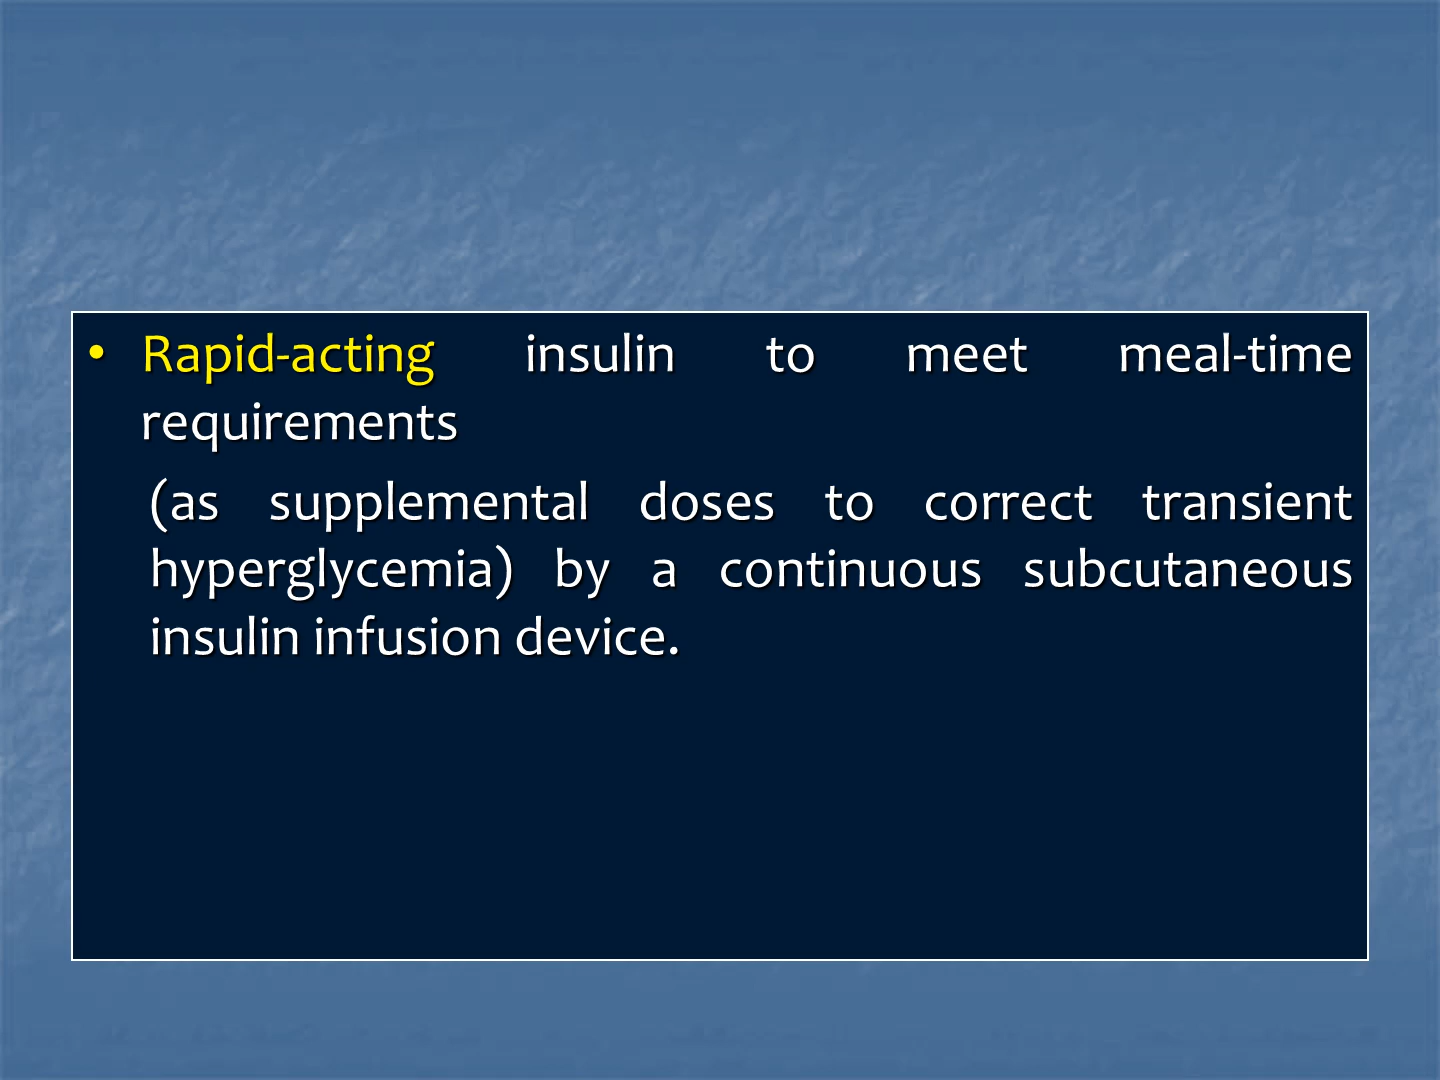 • Rapid-acting insulin to meet meal-time
requirements
(as supplemental doses to correct transient
hyperglycemia) by a continuous subcutaneous
insulin infusion device.